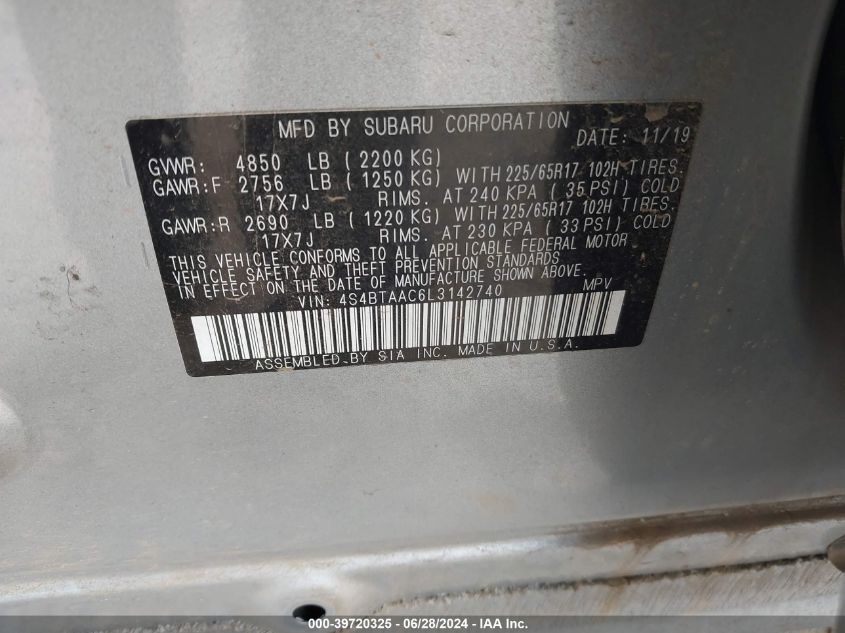 MFD BY SUBARU CORPORATION DATE: 11/19
GVWR: 4850 LB (2200 KG)
GAWR:F 2756 LB (1250 KG) WITH 225/65R17 102H TIRES.
17X7J RIMS. AT 240 KPA (35 PSI) COLD
GAWR:R 2690 LB (1220 KG) WITH 225/65R17 102H TIRES.
17X7J RIMS. AT 230 KPA (33 PSI) COLD
THIS VEHICLE CONFORMS TO ALL APPLICABLE FEDERAL MOTOR
VEHICLE SAFETY AND THEFT PREVENTION STANDARDS
IN EFFECT ON THE DATE OF MANUFACTURE SHOWN ABOVE.
VIN: 4S4BTAAC6L3142740 MPV
ASSEMBLED BY SIA INC. MADE IN U.S.A.
000-39720325 - 06/28/2024 - IAA Inc.